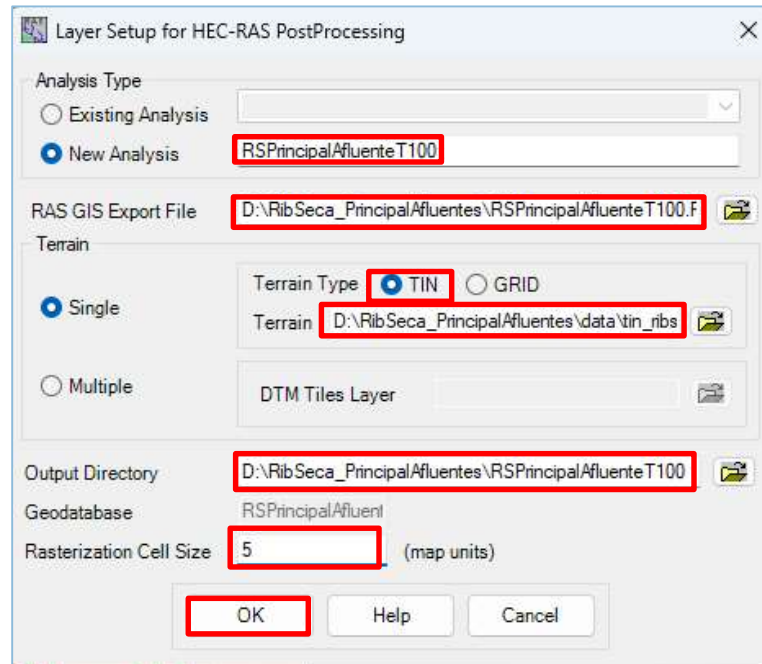 Layer Setup for HEC-RAS PostProcessing
Analysis Type
Existing Analysis
New Analysis RSPrincipalAfluenteT100
RAS GIS Export File D:\RibSeca_PrincipalAfluentes\RSPrincipalAfluenteT100.F
Terrain
Single
Terrain Type TIN GRID
Terrain D:\RibSeca_PrincipalAfluentes\data\tin_ribs
Multiple
DTM Tiles Layer
Output Directory D:\RibSeca_PrincipalAfluentes\RSPrincipalAfluenteT100
Geodatabase RSPrincipalAfluent
Rasterization Cell Size 5 (map units)
OK Help Cancel